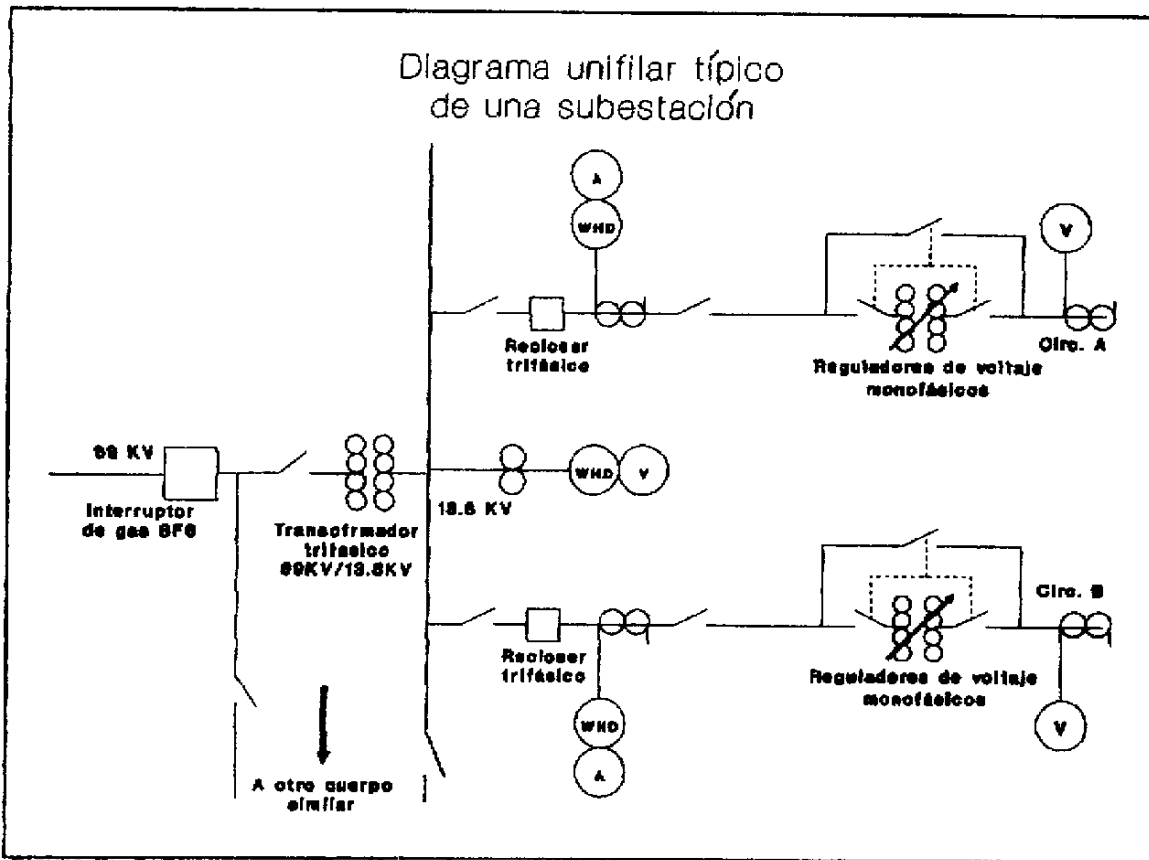 Diagrama unifilar típico
de una subestación
A
WHD
V
Recloser
trifásico
Reguladores de voltaje
monofásicos
Circ. A
69 KV
Interruptor
de gas SF6
Transofrmador
trifásico
69KV/13.8KV
13.8 KV
WHD
V
Recloser
trifásico
Reguladores de voltaje
monofásicos
Circ. B
WHD
A
V
A otro cuerpo
similar